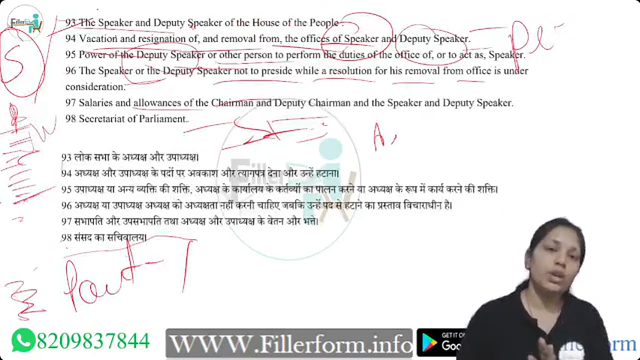 Fillerform
93 The Speaker and Deputy Speaker of the House of the People.
94 Vacation and resignation of, and removal from, the offices of Speaker and Deputy Speaker.
95 Power of the Deputy Speaker or other person to perform the duties of the office of, or to act as, Speaker.
96 The Speaker or the Deputy Speaker not to preside while a resolution for his removal from office is under
consideration.
97 Salaries and allowances of the Chairman and Deputy Chairman and the Speaker and Deputy Speaker.
98 Secretariat of Parliament.
93 लोक सभा के अध्यक्ष और उपाध्यक्ष।
94 अध्यक्ष और उपाध्यक्ष के पदों पर अवकाश और त्यागपत्र देना और उन्हें हटाना।
95 उपाध्यक्ष या अन्य व्यक्ति की शक्ति, अध्यक्ष के कार्यालय के कर्तव्यों का पालन करने या अध्यक्ष के रूप में कार्य करने की शक्ति।
96 अध्यक्ष या उपाध्यक्ष अध्यक्षता नहीं करनी चाहिए जबकि उन्हें पद से हटाने का प्रस्ताव विचाराधीन है।
97 सभापति और उपसभापति तथा अध्यक्ष और उपाध्यक्ष के वेतन और भत्ते।
98 संसद का सचिवालय।
8209937844
WWW.Fillerform.info
GET IT ON